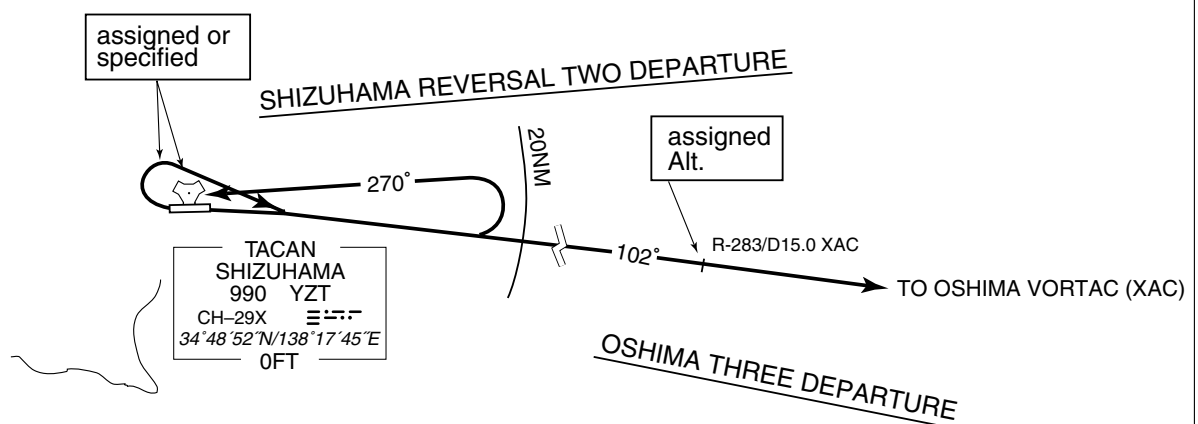 assigned or
specified
SHIZUHAMA REVERSAL TWO DEPARTURE
20NM
assigned
Alt.
270°
102°
R-283/D15.0 XAC
TO OSHIMA VORTAC (XAC)
TACAN
SHIZUHAMA
990 YZT
CH–29X
34°48´52˝N/138°17´45˝E
0FT
OSHIMA THREE DEPARTURE